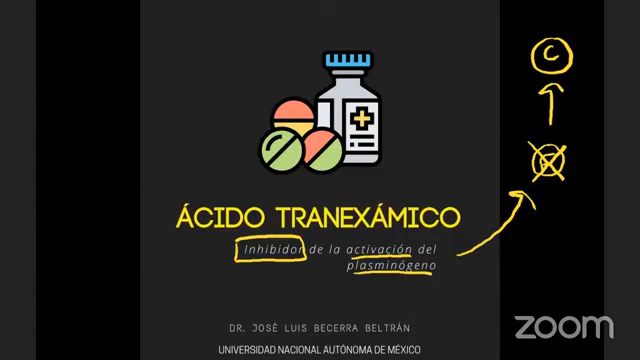 ÁCIDO TRANEXÁMICO
Inhibidor de la activación del
plasminógeno
C
DR. JOSÉ LUIS BECERRA BELTRÁN
UNIVERSIDAD NACIONAL AUTÓNOMA DE MÉXICO
zoom